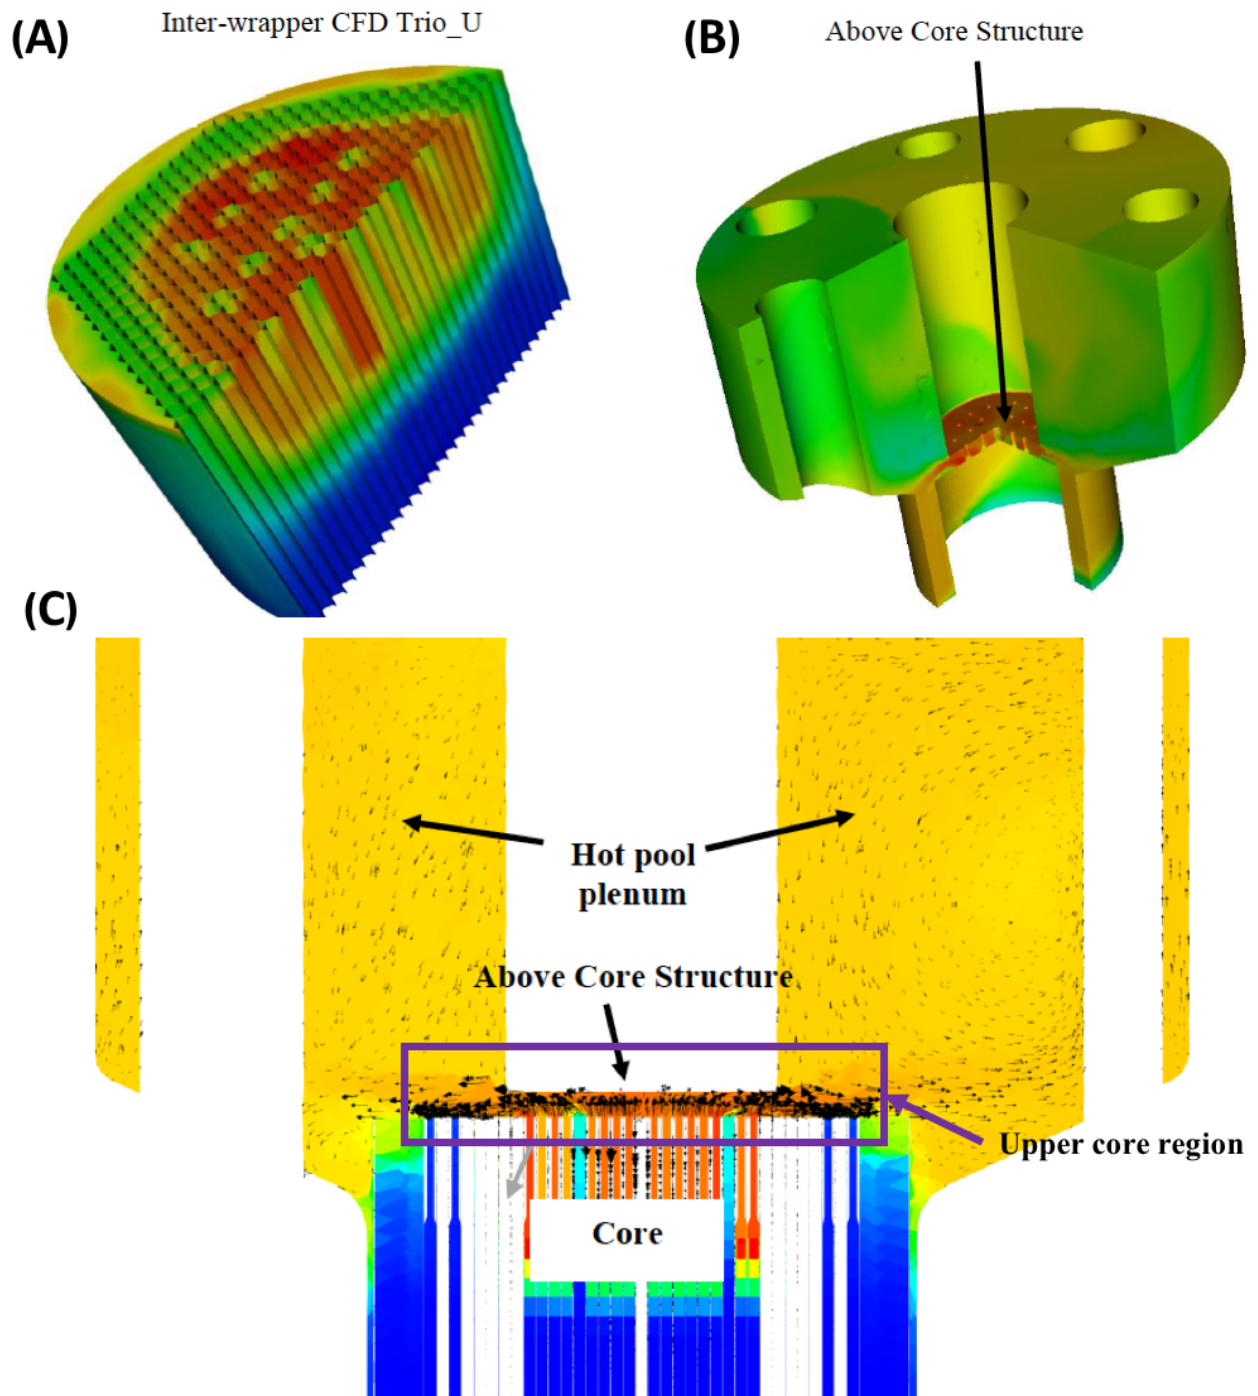 (A)
Inter-wrapper CFD Trio_U
(B)
Above Core Structure
(C)
Hot pool
plenum
Above Core Structure
Upper core region
Core